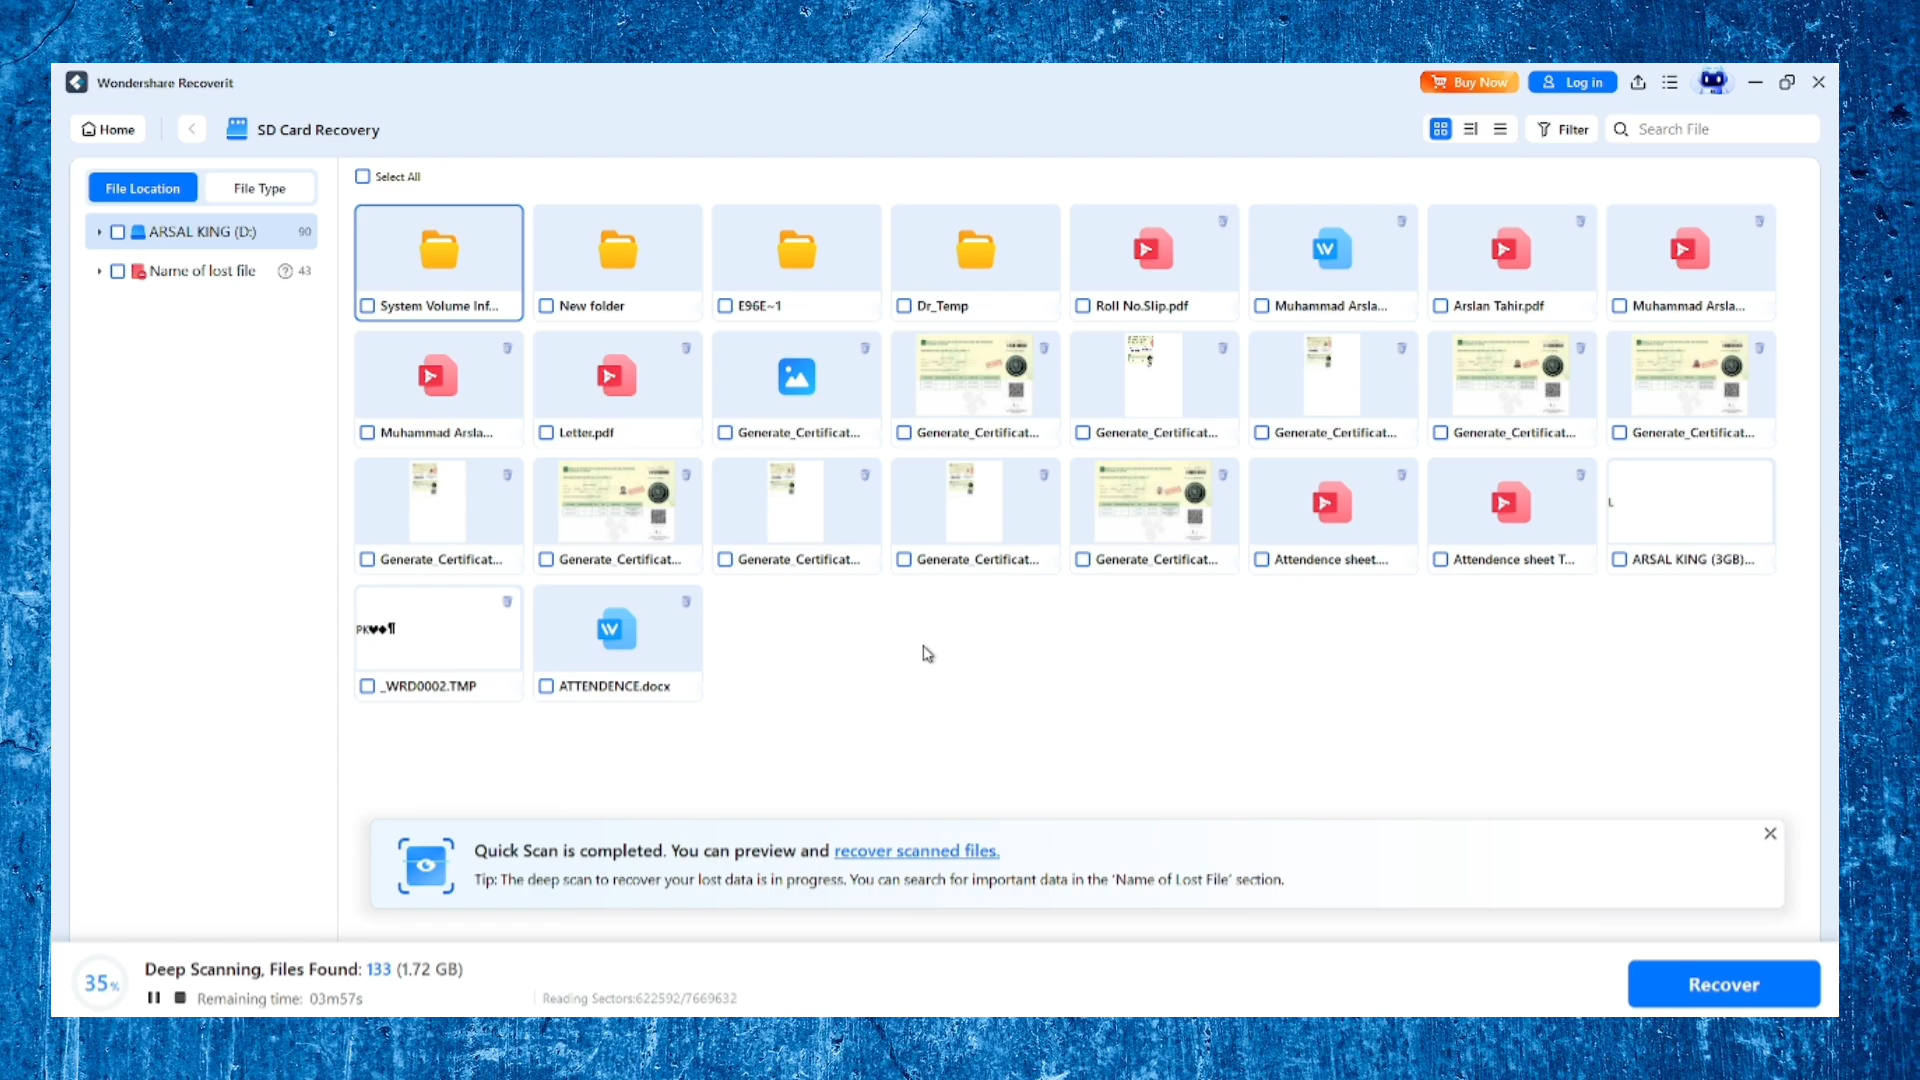 Wondershare Recoverit
Buy Now
Log in
Home
SD Card Recovery
Filter
Search File
File Location
File Type
Select All
ARSAL KING (D:) 90
Name of lost file 43
System Volume Inf...
New folder
E96E~1
Dr_Temp
Roll No.Slip.pdf
Muhammad Arsla...
Arslan Tahir.pdf
Muhammad Arsla...
Muhammad Arsla...
Letter.pdf
Generate_Certificat...
Generate_Certificat...
Generate_Certificat...
Generate_Certificat...
Generate_Certificat...
Generate_Certificat...
Generate_Certificat...
Generate_Certificat...
Generate_Certificat...
Generate_Certificat...
Generate_Certificat...
Attendence sheet....
Attendence sheet T...
L
ARSAL KING (3GB)...
PK♥♦¶
_WRD0002.TMP
ATTENDENCE.docx
Quick Scan is completed. You can preview and recover scanned files.
Tip: The deep scan to recover your lost data is in progress. You can search for important data in the 'Name of Lost File' section.
35%
Deep Scanning, Files Found: 133 (1.72 GB)
Remaining time: 03m57s
Reading Sectors:622592/7669632
Recover